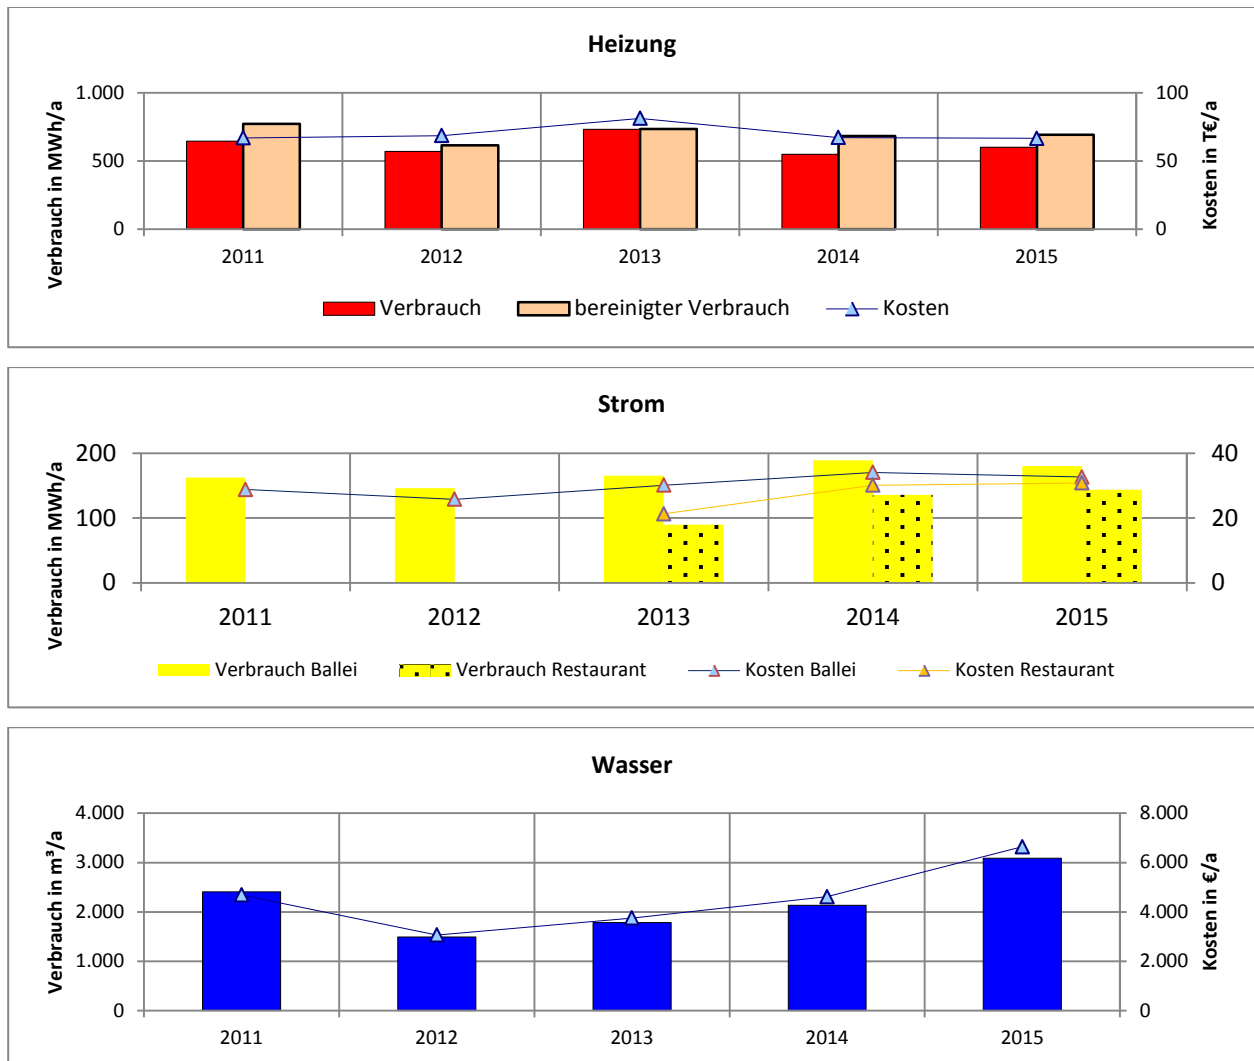 Heizung
Verbrauch in MWh/a
Kosten in T€/a
1.000
500
0
100
50
0
2011 2012 2013 2014 2015
Verbrauch bereinigter Verbrauch Kosten
Strom
Verbrauch in MWh/a
200
100
0
40
20
0
2011 2012 2013 2014 2015
Verbrauch Ballei Verbrauch Restaurant Kosten Ballei Kosten Restaurant
Wasser
Verbrauch in m³/a
Kosten in €/a
4.000
3.000
2.000
1.000
0
8.000
6.000
4.000
2.000
0
2011 2012 2013 2014 2015